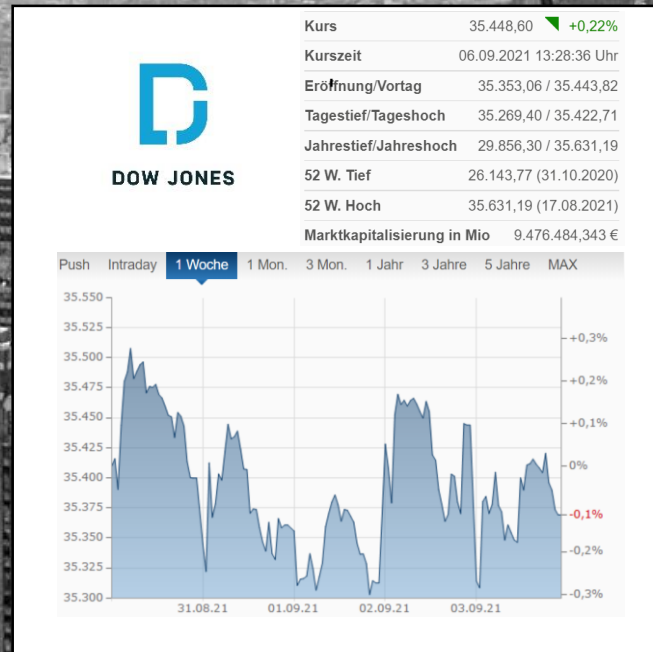 Kurs 35.448,60 +0,22%
Kurszeit 06.09.2021 13:28:36 Uhr
Eröffnung/Vortag 35.353,06 / 35.443,82
Tagestief/Tageshoch 35.269,40 / 35.422,71
Jahrestief/Jahreshoch 29.856,30 / 35.631,19
52 W. Tief 26.143,77 (31.10.2020)
52 W. Hoch 35.631,19 (17.08.2021)
Marktkapitalisierung in Mio 9.476.484,343 €
DOW JONES
Push Intraday 1 Woche 1 Mon. 3 Mon. 1 Jahr 3 Jahre 5 Jahre MAX
35.550
35.525
35.500
35.475
35.450
35.425
35.400
35.375
35.350
35.325
35.300
+0,3%
+0,2%
+0,1%
0%
-0,1%
-0,2%
-0,3%
31.08.21 01.09.21 02.09.21 03.09.21